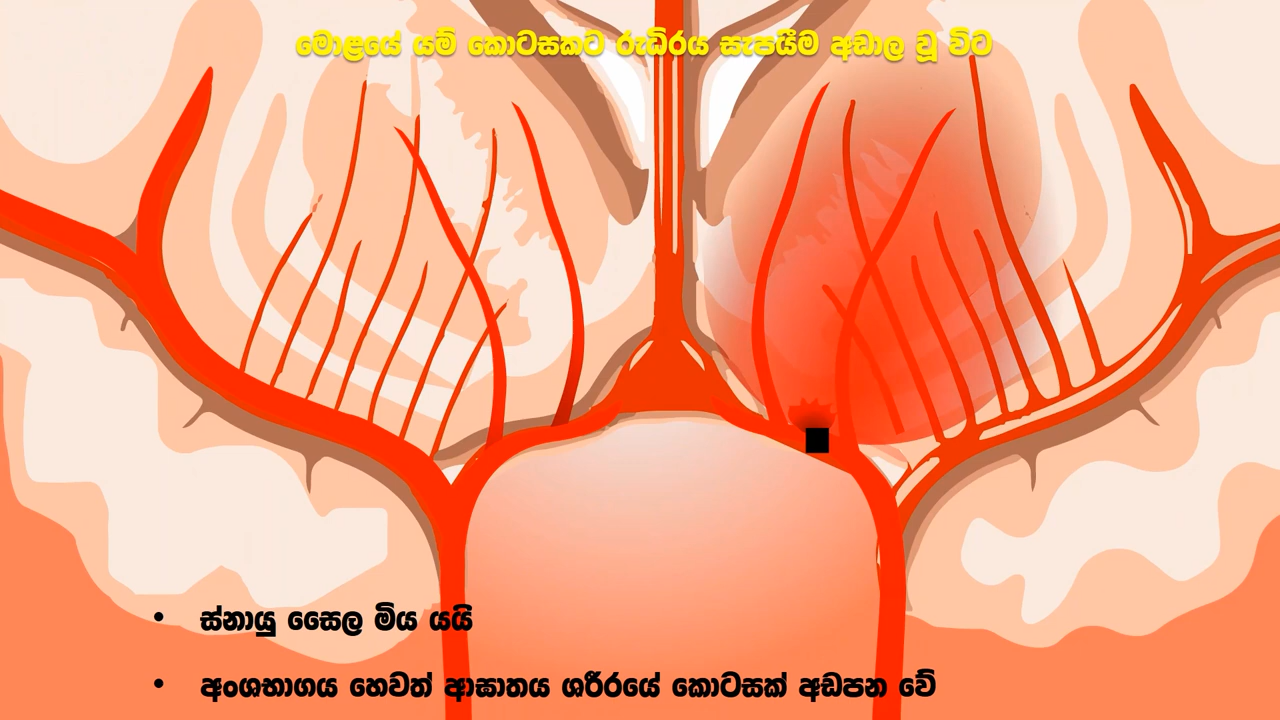 මොළයේ යම් කොටසකට රුධිරය සැපයීම අඩාල වූ විට
• ස්නායු සෛල මිය යයි
• අංශභාගය හෙවත් ආඝාතය ශරීරයේ කොටසක් අඩපන වේ